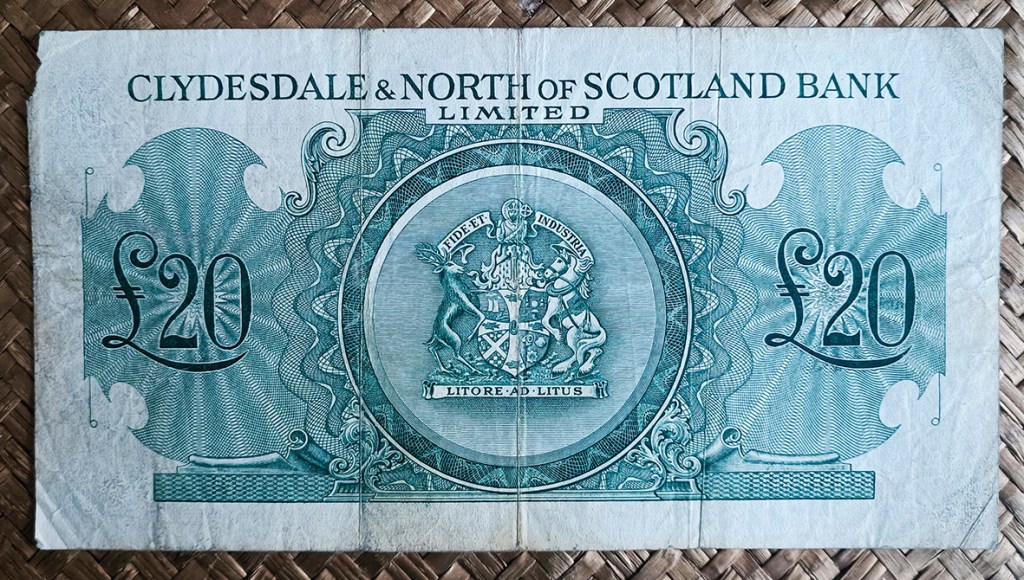 CLYDESDALE & NORTH OF SCOTLAND BANK
LIMITED
FIDE·ET INDUSTRIA
£20 £20
LITORE·AD·LITUS